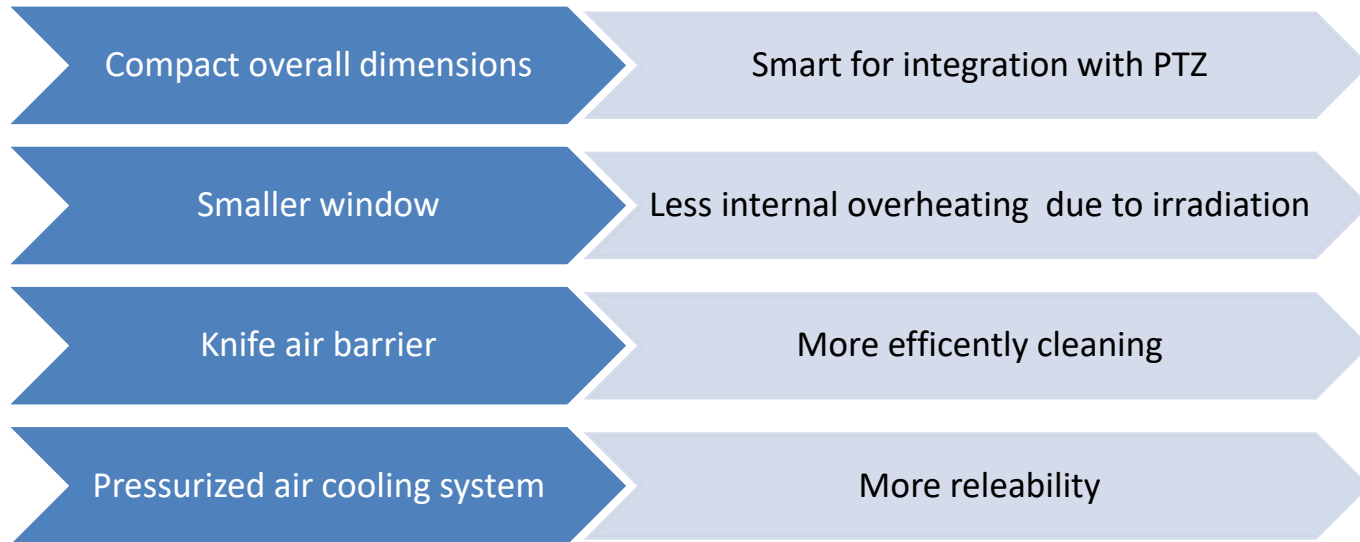 Compact overall dimensions
Smart for integration with PTZ
Smaller window
Less internal overheating  due to irradiation
Knife air barrier
More efficently cleaning
Pressurized air cooling system
More releability